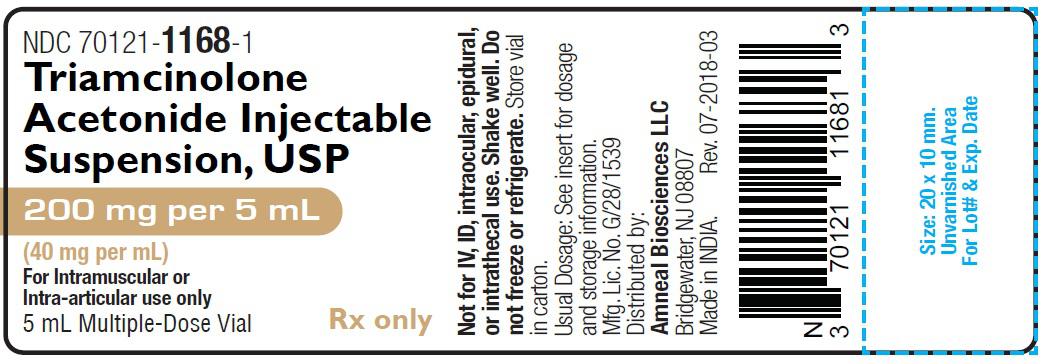 NDC 70121-1168-1
Triamcinolone
Acetonide Injectable
Suspension, USP
200 mg per 5 mL
(40 mg per mL)
For Intramuscular or
Intra-articular use only
5 mL Multiple-Dose Vial
Rx only
Not for IV, ID, intraocular, epidural,
or intrathecal use. Shake well. Do
not freeze or refrigerate. Store vial
in carton.
Usual Dosage: See insert for dosage
and storage information.
Mfg. Lic. No. G/28/1539
Distributed by:
Amneal Biosciences LLC
Bridgewater, NJ 08807
Made in INDIA. Rev. 07-2018-03
N
3 70121 11681 3
Size: 20 x 10 mm.
Unvarnished Area
For Lot# & Exp. Date